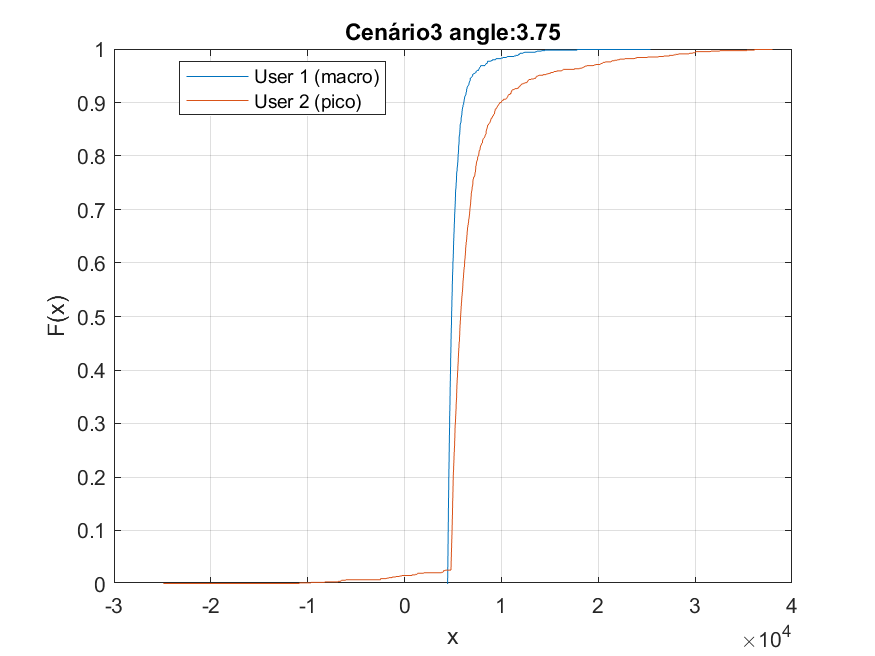 Cenário3 angle:3.75
User 1 (macro)
User 2 (pico)
F(x)
1
0.9
0.8
0.7
0.6
0.5
0.4
0.3
0.2
0.1
0
-3 -2 -1 0 1 2 3 4
x
×10⁴